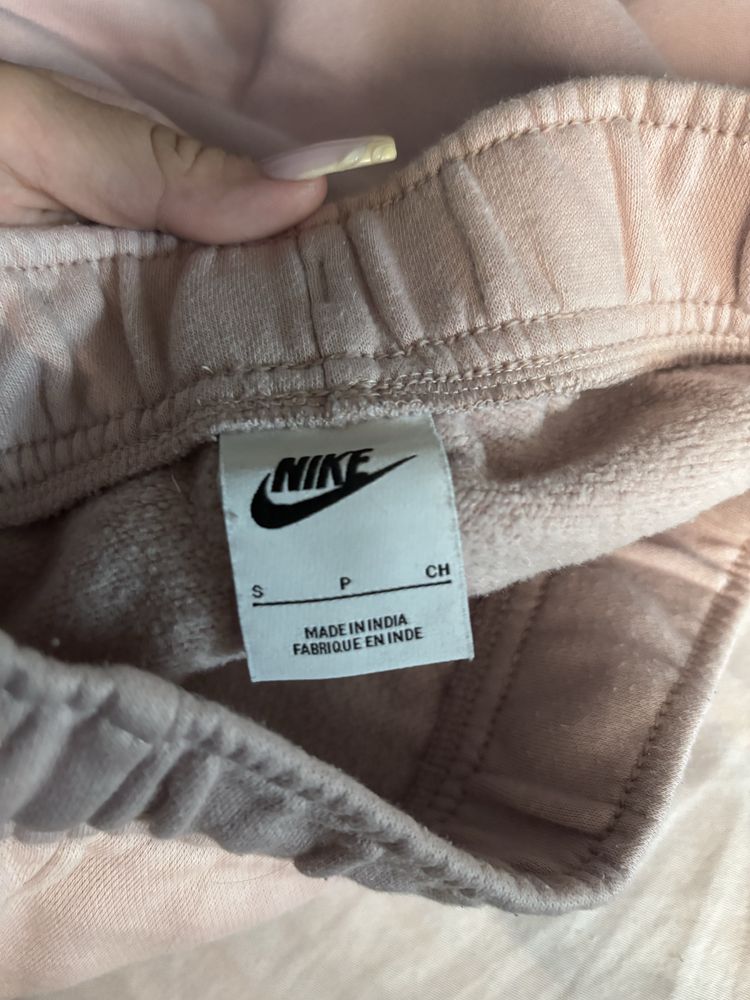 NIKE
S P CH
MADE IN INDIA
FABRIQUE EN INDE